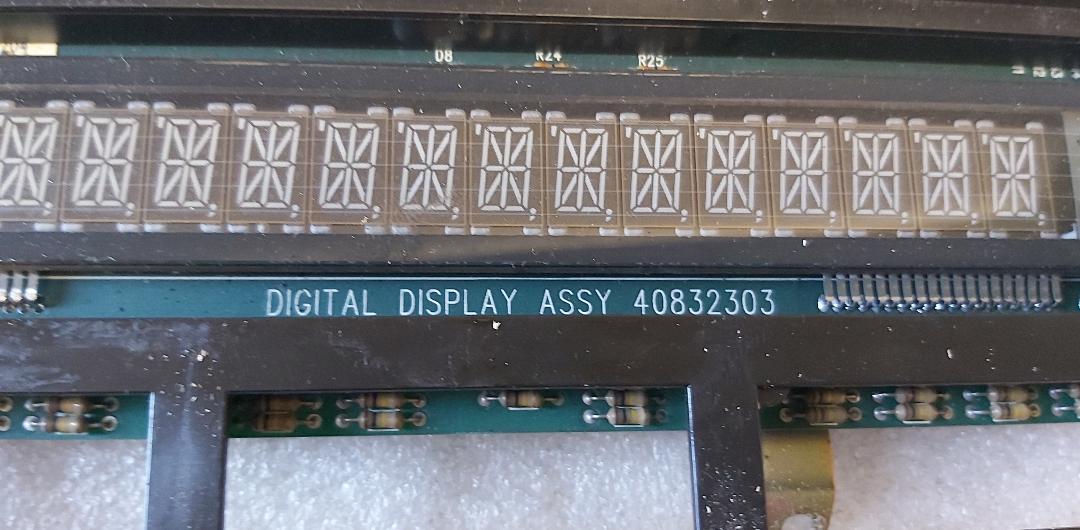 D8 R24 R25
DIGITAL DISPLAY ASSY 40832303